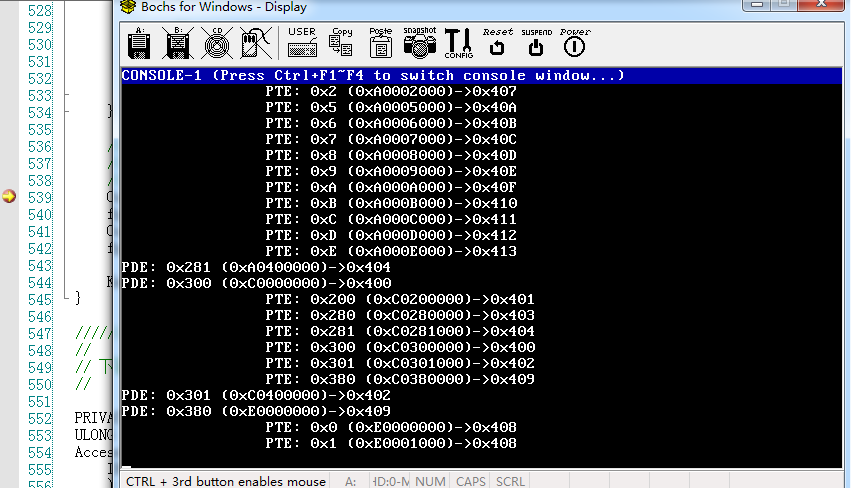 Bochs for Windows - Display
A: B: CD USER Copy Paste snapshot CONFIG Reset SUSPEND Power
CONSOLE-1 (Press Ctrl+F1~F4 to switch console window...)
PTE: 0x2 (0xA0002000)->0x407
PTE: 0x5 (0xA0005000)->0x40A
PTE: 0x6 (0xA0006000)->0x40B
PTE: 0x7 (0xA0007000)->0x40C
PTE: 0x8 (0xA0008000)->0x40D
PTE: 0x9 (0xA0009000)->0x40E
PTE: 0xA (0xA000A000)->0x40F
PTE: 0xB (0xA000B000)->0x410
PTE: 0xC (0xA000C000)->0x411
PTE: 0xD (0xA000D000)->0x412
PTE: 0xE (0xA000E000)->0x413
PDE: 0x281 (0xA0400000)->0x404
PDE: 0x300 (0xC0000000)->0x400
PTE: 0x200 (0xC0200000)->0x401
PTE: 0x280 (0xC0280000)->0x403
PTE: 0x281 (0xC0281000)->0x404
PTE: 0x300 (0xC0300000)->0x400
PTE: 0x301 (0xC0301000)->0x402
PTE: 0x380 (0xC0380000)->0x409
PDE: 0x301 (0xC0400000)->0x402
PDE: 0x380 (0xE0000000)->0x409
PTE: 0x0 (0xE0000000)->0x408
PTE: 0x1 (0xE0001000)->0x408
CTRL + 3rd button enables mouse A: HD:0-M NUM CAPS SCRL
528
529
530
531
532
533
534 }
535
536 /
537 /
538 /
539
540 f
541
542 f
543
544 K
545 }
546
547 /////
548 //
549 //
550 //
551
552 PRIVA
553 ULONG
554 Acces
555 I
556